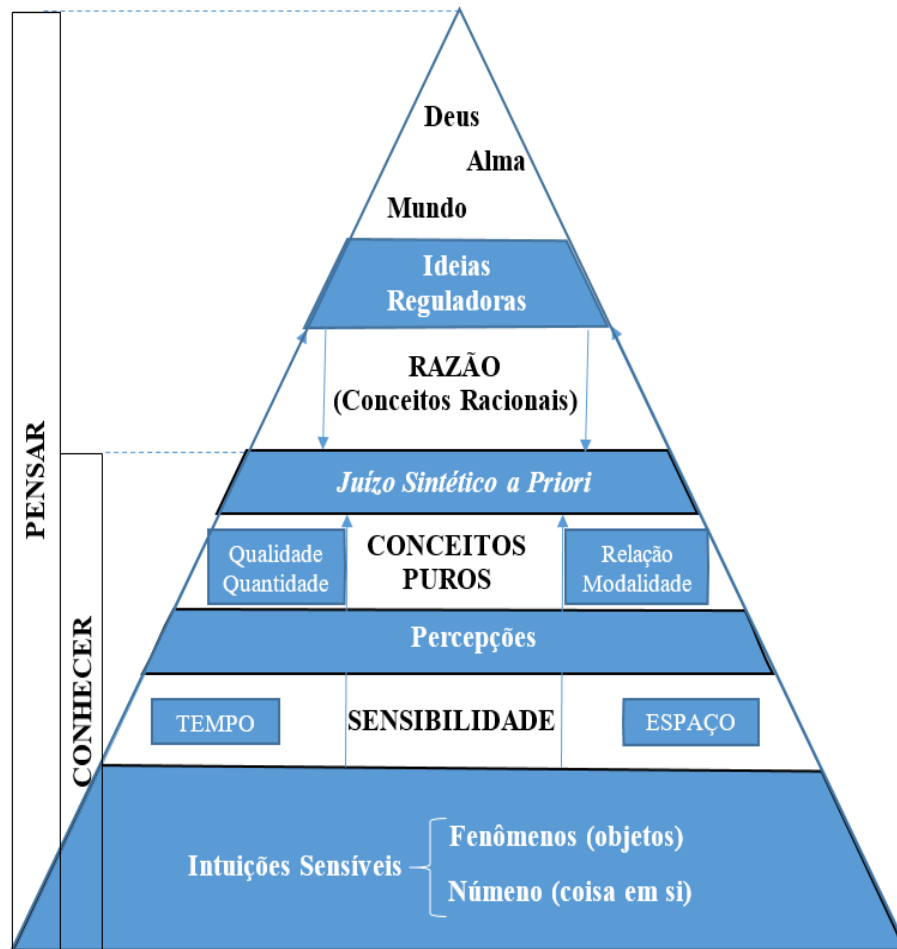 Deus
Alma
Mundo
Ideias
Reguladoras
RAZÃO
(Conceitos Racionais)
PENSAR
Juízo Sintético a Priori
Qualidade
Quantidade
CONCEITOS
PUROS
Relação
Modalidade
Percepções
CONHECER
TEMPO
SENSIBILIDADE
ESPAÇO
Intuições Sensíveis
Fenômenos (objetos)
Númeno (coisa em si)